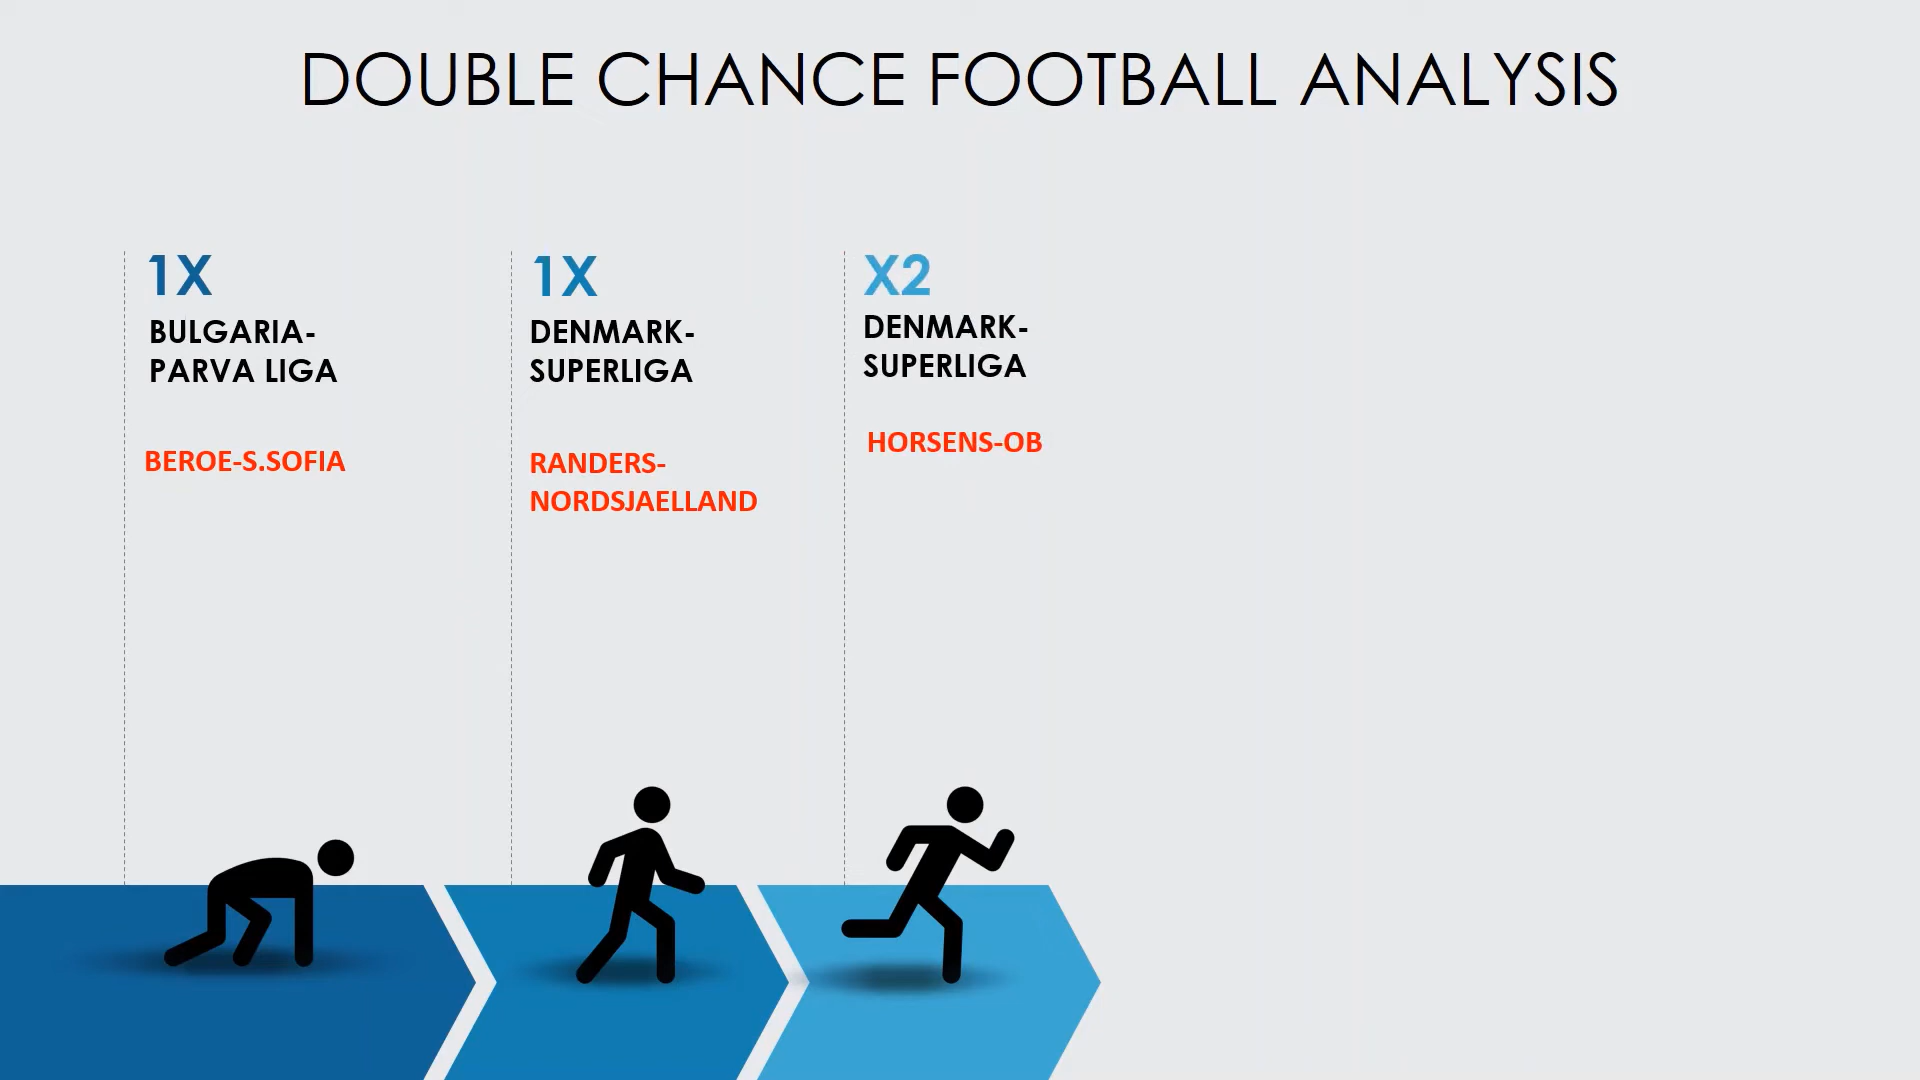 DOUBLE CHANCE FOOTBALL ANALYSIS
1X
BULGARIA-
PARVA LIGA
BEROE-S.SOFIA
1X
DENMARK-
SUPERLIGA
RANDERS-
NORDSJAELLAND
X2
DENMARK-
SUPERLIGA
HORSENS-OB